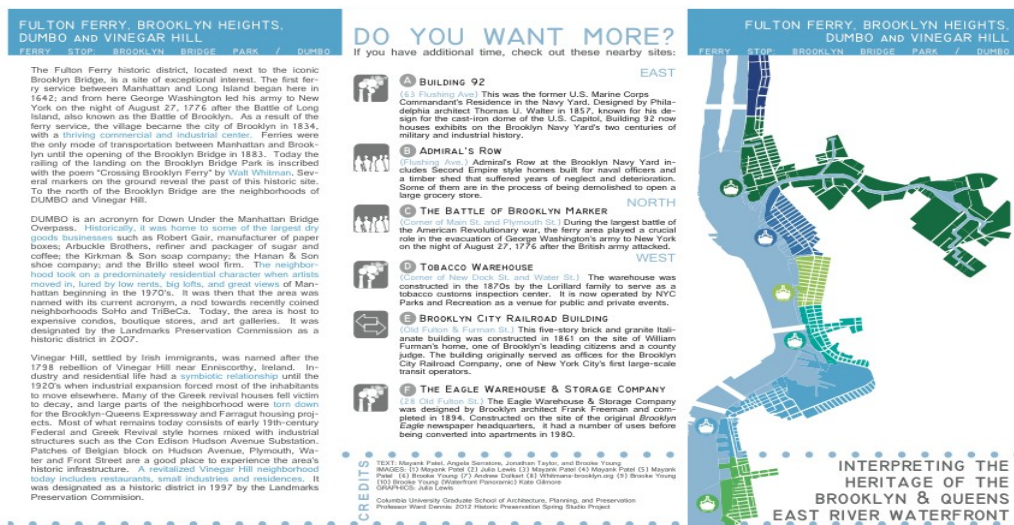 FULTON FERRY, BROOKLYN HEIGHTS,
DUMBO AND VINEGAR HILL
FERRY STOP: BROOKLYN BRIDGE PARK / DUMBO
The Fulton Ferry historic district, located next to the iconic
Brooklyn Bridge, is a site of exceptional interest. The first fer-
ry service between Manhattan and Long Island began here in
1642; and from here George Washington led his army to New
York on the night of August 27, 1776 after the Battle of Long
Island, also known as the Battle of Brooklyn. As a result of the
ferry service, the village became the city of Brooklyn in 1834,
with a thriving commercial and industrial center. Ferries were
the only mode of transportation between Manhattan and Brook-
lyn until the opening of the Brooklyn Bridge in 1883. Today the
railing of the landing on the Brooklyn Bridge Park is inscribed
with the poem "Crossing Brooklyn Ferry" by Walt Whitman. Sev-
eral markers on the ground reveal the past of this historic site.
To the north of the Brooklyn Bridge are the neighborhoods of
DUMBO and Vinegar Hill.
DUMBO is an acronym for Down Under the Manhattan Bridge
Overpass. Historically, it was home to some of the largest dry
goods businesses such as Robert Gair, manufacturer of paper
boxes; Arbuckle Brothers, refiner and packager of sugar and
coffee; the Kirkman & Son soap company; the Hanan & Son
shoe company; and the Brillo steel wool firm. The neighbor-
hood took on a predominately residential character when artists
moved in, lured by low rents, big lofts, and great views of Man-
hattan beginning in the 1970's. It was then that the area was
named with its current acronym, a nod towards recently coined
neighborhoods SoHo and TriBeCa. Today, the area is host to
expensive condos, boutique stores, and art galleries. It was
designated by the Landmarks Preservation Commission as a
historic district in 2007.
Vinegar Hill, settled by Irish immigrants, was named after the
1798 rebellion of Vinegar Hill near Enniscorthy, Ireland. In-
dustry and residential life had a symbiotic relationship until the
1920's when industrial expansion forced most of the inhabitants
to move elsewhere. Many of the Greek revival houses fell victim
to decay, and large parts of the neighborhood were torn down
for the Brooklyn-Queens Expressway and Farragut housing proj-
ects. Most of what remains today consists of early 19th-century
Federal and Greek Revival style homes mixed with industrial
structures such as the Con Edison Hudson Avenue Substation.
Patches of Belgian block on Hudson Avenue, Plymouth, Wa-
ter and Front Street are a good place to experience the area's
historic infrastructure. A revitalized Vinegar Hill neighborhood
today includes restaurants, small industries and residences. It
was designated as a historic district in 1997 by the Landmarks
Preservation Commision.
DO YOU WANT MORE?
If you have additional time, check out these nearby sites:
EAST
A BUILDING 92
(63 Flushing Ave) This was the former U.S. Marine Corps
Commandant's Residence in the Navy Yard. Designed by Phila-
delphia architect Thomas U. Walter in 1857, known for his de-
sign for the cast-iron dome of the U.S. Capitol, Building 92 now
houses exhibitions on the Brooklyn Navy Yard's two centuries of
military and industrial history.
B ADMIRAL'S ROW
(Flushing Ave.) Admiral's Row at the Brooklyn Navy Yard in-
cludes Second Empire style homes built for naval officers and
a timber shed that suffered years of neglect and deterioration.
Some of them are in the process of being demolished to open a
large grocery store.
NORTH
C THE BATTLE OF BROOKLYN MARKER
(Corner of Main St. and Plymouth St.) During the largest battle of
the American Revolutionary war, the ferry area played a crucial
role in the evacuation of George Washington's army to New York
on the night of August 27, 1776 after the British army attacked.
WEST
D TOBACCO WAREHOUSE
(Corner of New Dock St. and Water St.) The warehouse was
constructed in the 1870s by the Lorillard family to serve as a
tobacco customs inspection center. It is now operated by NYC
Parks and Recreation as a venue for public and private events.
E BROOKLYN CITY RAILROAD BUILDING
(Old Fulton & Furman St.) This five-story brick and granite Itali-
anate building was constructed in 1861 on the site of William
Furman's home, one of Brooklyn's leading citizens and a county
judge. The building originally served as offices for the Brooklyn
City Railroad Company, one of New York City's first large-scale
transit operators.
F THE EAGLE WAREHOUSE & STORAGE COMPANY
(28 Old Fulton St.) The Eagle Warehouse & Storage Company
was designed by Brooklyn architect Frank Freeman and com-
pleted in 1894. Constructed on the site of the original Brooklyn
Eagle newspaper headquarters, it had a number of uses before
being converted into apartments in 1980.
CREDITS
TEXT: Mayank Patel, Angela Serratore, Jonathan Taylor, and Brooke Young
IMAGES: (1) Mayank Patel (2) Julia Lewis (3) Mayank Patel (4) Mayank Patel (5) Mayank
Patel (6) Brooke Young (7) Andrew Dolkart (8) Whitmans-brooklyn.org (9) Brooke Young
(10) Brooke Young (Waterfront Panoramic) Kate Gilmore
GRAPHICS: Julia Lewis
Columbia University Graduate School of Architecture, Planning, and Preservation
Professor Ward Dennis: 2012 Historic Preservation Spring Studio Project
FULTON FERRY, BROOKLYN HEIGHTS,
DUMBO AND VINEGAR HILL
FERRY STOP: BROOKLYN BRIDGE PARK / DUMBO
INTERPRETING THE
HERITAGE OF THE
BROOKLYN & QUEENS
EAST RIVER WATERFRONT